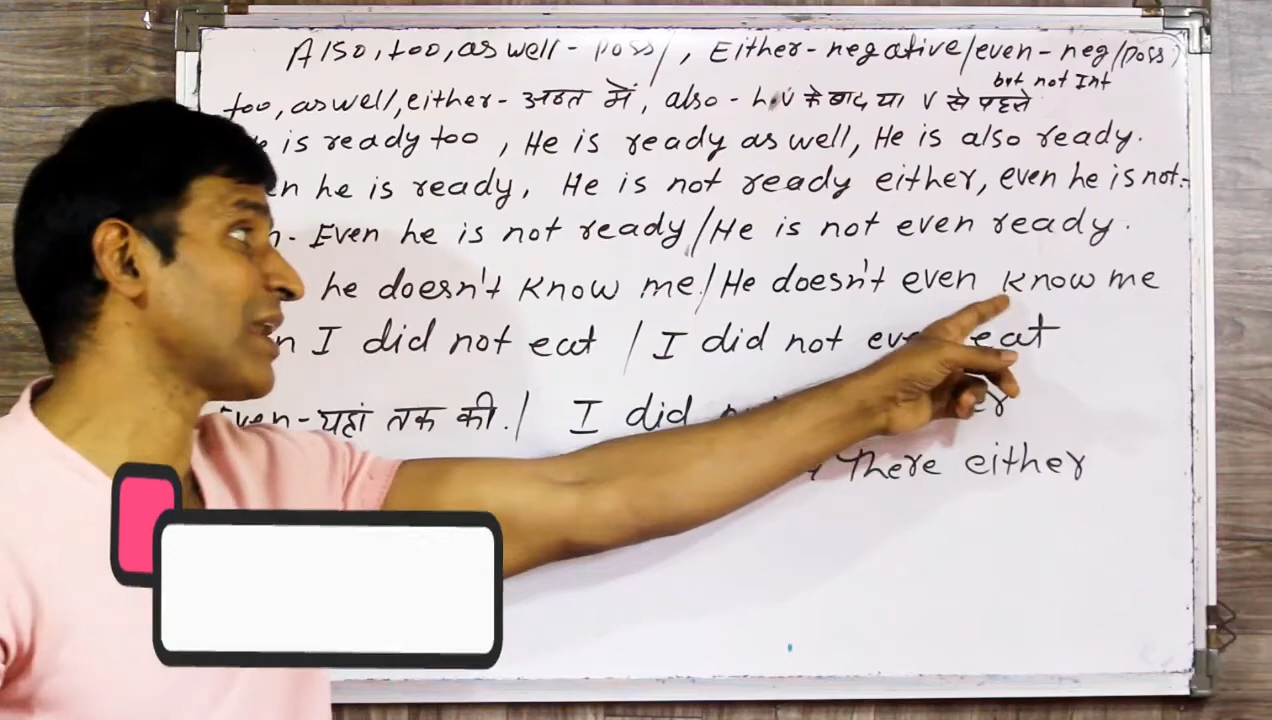 Also, too, as well - poss/, Either - negative/even - neg/poss
but not Int
too, as well, either - अन्त में, also - h.v के बाद या v से पहले
is ready too, He is ready as well, He is also ready.
he is ready, He is not ready either, even he is not.-
Even he is not ready/He is not even ready.
he doesn't know me./He doesn't even know me
I did not eat / I did not eat
Even - यहां तक की./ I did
There either